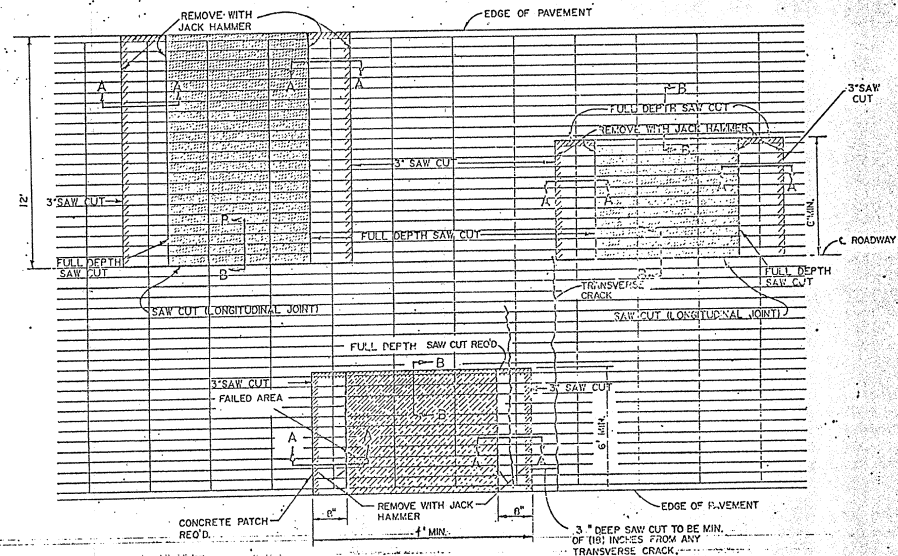 REMOVE WITH
JACK HAMMER
EDGE OF PAVEMENT
A
A
A
A
B
3" SAW
CUT
FULL DEPTH SAW CUT
REMOVE WITH JACK HAMMER
B
3" SAW CUT
A
A
A
A
12'
3" SAW CUT
B
FULL DEPTH SAW CUT
6' MIN.
℄ ROADWAY
FULL DEPTH
SAW CUT
B
B
FULL DEPTH
SAW CUT
TRANSVERSE
CRACK
SAW CUT (LONGITUDINAL JOINT)
SAW CUT (LONGITUDINAL JOINT)
FULL DEPTH SAW CUT REQ'D
B
3" SAW CUT
3" SAW CUT
FAILED AREA
B
6' MIN.
A
A
A
A
EDGE OF PAVEMENT
REMOVE WITH JACK
HAMMER
CONCRETE PATCH
REQ'D.
8"
8"
4' MIN.
3" DEEP SAW CUT TO BE MIN.
OF (18) INCHES FROM ANY
TRANSVERSE CRACK.